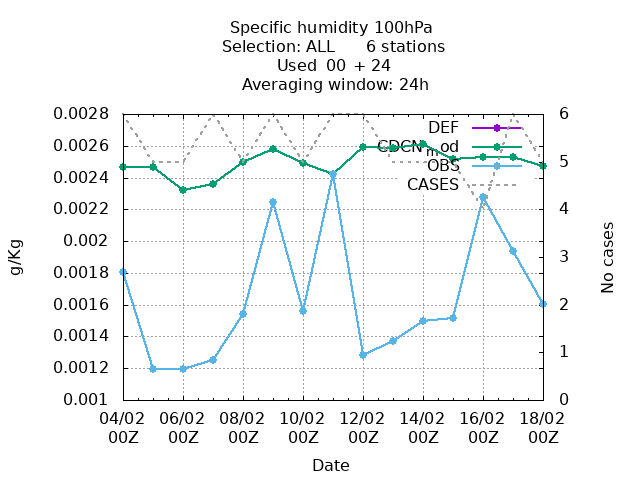 Specific humidity 100hPa
Selection: ALL 6 stations
Used 00 + 24
Averaging window: 24h
0.0028
0.0026
0.0024
0.0022
0.002
0.0018
0.0016
0.0014
0.0012
0.001
g/Kg
DEF
CDCN_mod
OBS
CASES
6
5
4
3
2
1
0
No cases
04/02 06/02 08/02 10/02 12/02 14/02 16/02 18/02
00Z 00Z 00Z 00Z 00Z 00Z 00Z 00Z
Date